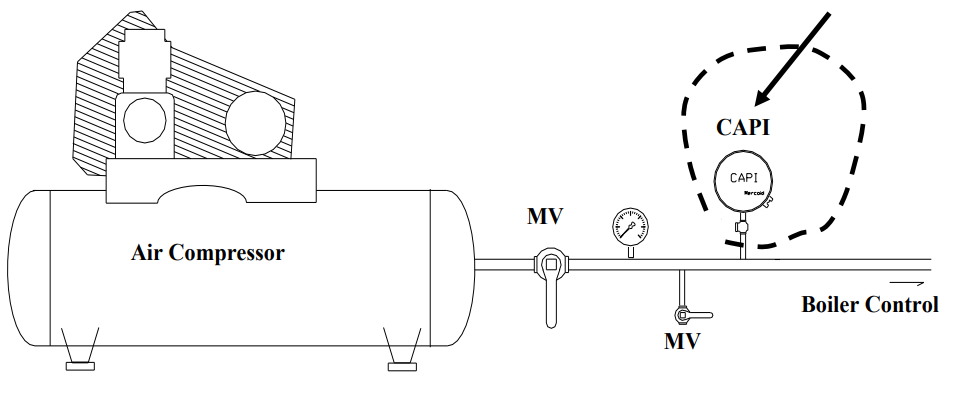 CAPI
CAPI
Mercoid
MV
Air Compressor
Boiler Control
MV